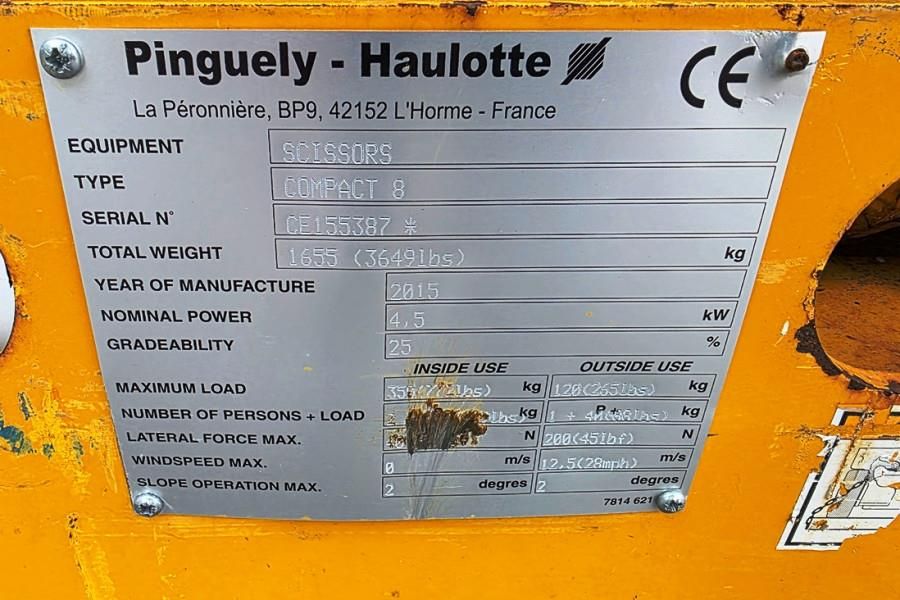 Pinguely - Haulotte CE
La Péronnière, BP9, 42152 L'Horme - France
EQUIPMENT SCISSORS
TYPE COMPACT 8
SERIAL N° CE155387 *
TOTAL WEIGHT 1655 (3649lbs) kg
YEAR OF MANUFACTURE 2015
NOMINAL POWER 4,5 kW
GRADEABILITY 25 %
INSIDE USE OUTSIDE USE
MAXIMUM LOAD kg 120(265lbs) kg
NUMBER OF PERSONS + LOAD 2 kg 1 P + kg
LATERAL FORCE MAX. N 200(45lbf) N
WINDSPEED MAX. 0 m/s 12,5(28mph) m/s
SLOPE OPERATION MAX. 2 degres 2 degres
7814 621